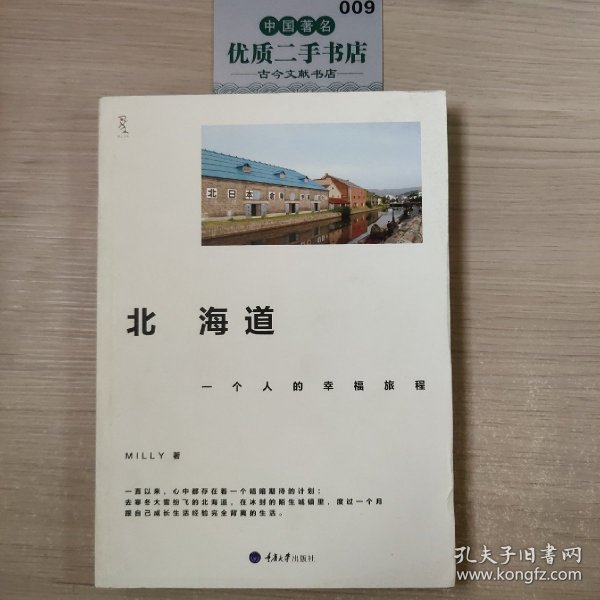 009
中国著名
优质二手书店
古今文献书店
北日本倉
北 海道
一个人的幸福旅程
MILLY 著
一直以来，心中都存在着一个暗暗期待的计划：
去寒冬大雪纷飞的北海道，在冰封的陌生城镇里，度过一个月
跟自己成长生活经验完全背离的生活。
重庆大学出版社
孔夫子旧书网
www.kongfz.com